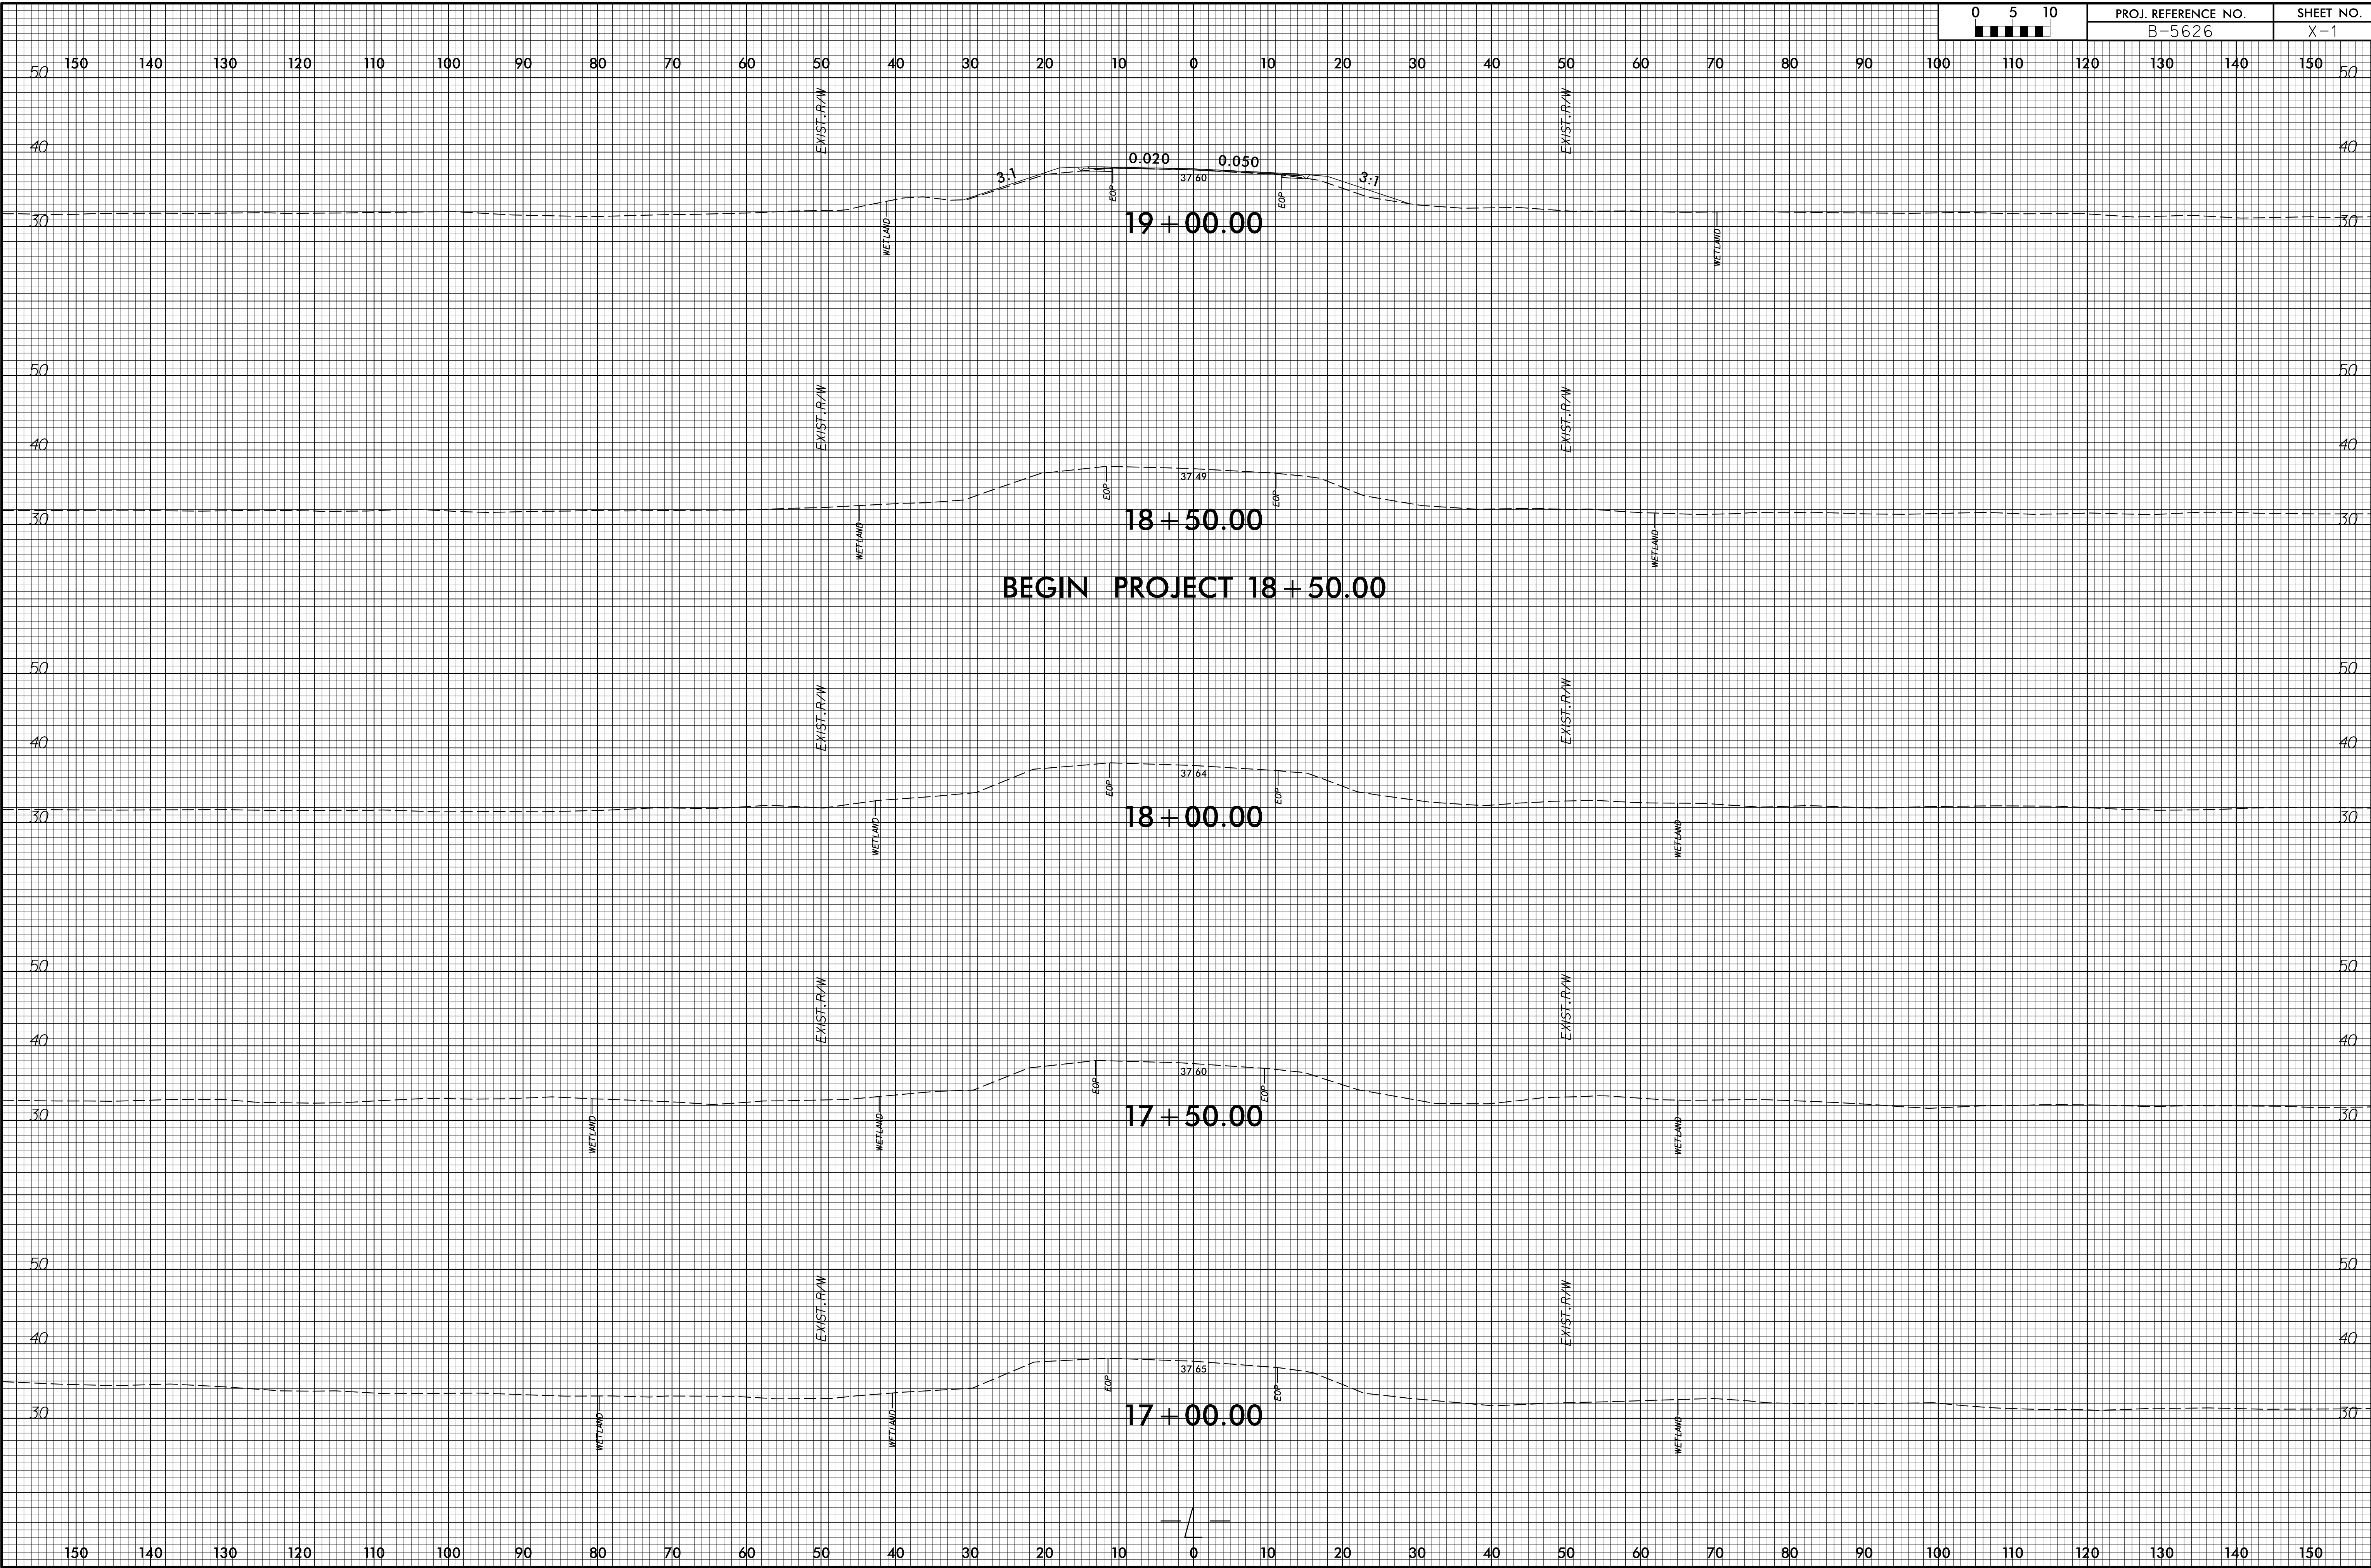 0 5 10
PROJ. REFERENCE NO. SHEET NO.
B-5626 X-1
150 140 130 120 110 100 90 80 70 60 50 40 30 20 10 0 10 20 30 40 50 60 70 80 90 100 110 120 130 140 150
50 50
EXIST. R/W EXIST. R/W
40 40
3:1 0.020 0.050 3:1
37.60
EOP EOP
30 30
WETLAND 19+00.00 WETLAND
50 50
EXIST. R/W EXIST. R/W
40 40
37.49
EOP EOP
30 30
WETLAND 18+50.00 WETLAND
BEGIN PROJECT 18+50.00
50 50
EXIST. R/W EXIST. R/W
40 40
37.64
EOP EOP
30 30
WETLAND 18+00.00 WETLAND
50 50
EXIST. R/W EXIST. R/W
40 40
37.60
EOP EOP
30 30
WETLAND WETLAND 17+50.00 WETLAND
50 50
EXIST. R/W EXIST. R/W
40 40
37.65
EOP EOP
30 30
WETLAND WETLAND 17+00.00 WETLAND
-L-
150 140 130 120 110 100 90 80 70 60 50 40 30 20 10 0 10 20 30 40 50 60 70 80 90 100 110 120 130 140 150